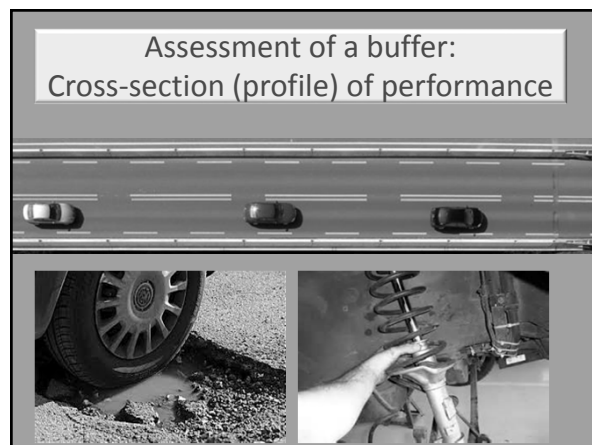 Assessment of a buffer:
Cross-section (profile) of performance